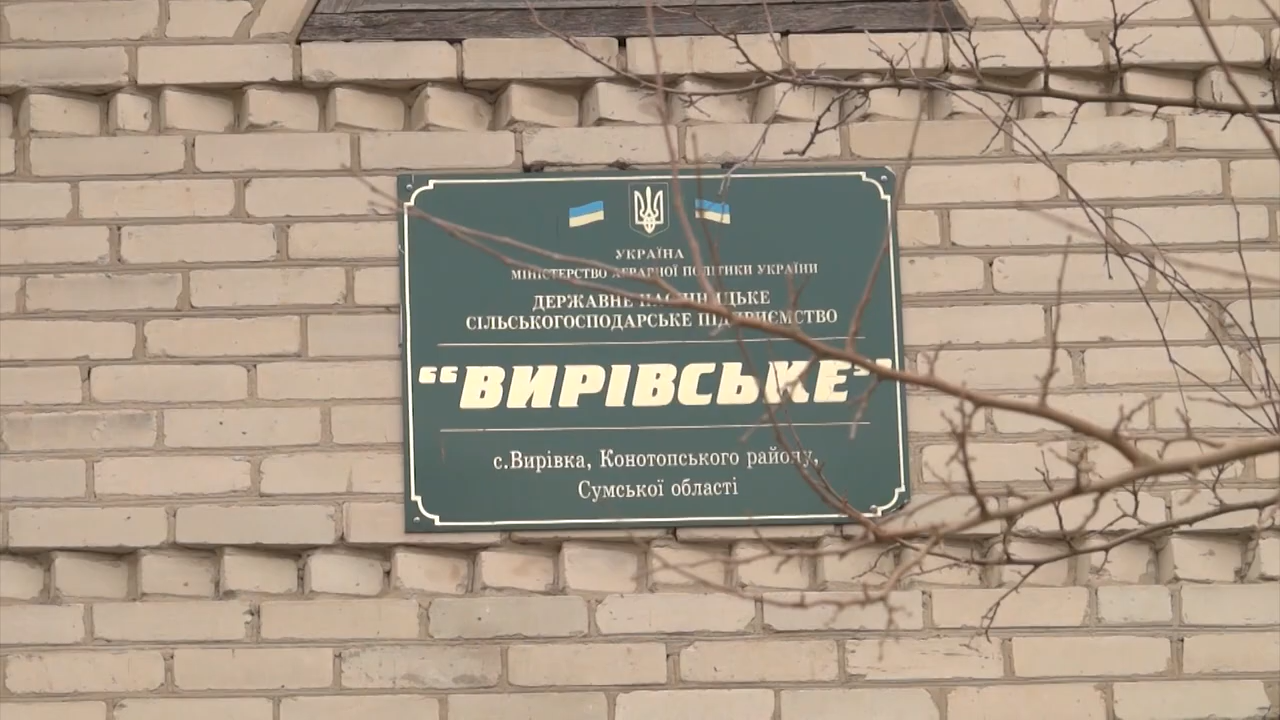 УКРАЇНА
МІНІСТЕРСТВО АГРАРНОЇ ПОЛІТИКИ УКРАЇНИ
ДЕРЖАВНЕ НАСІННИЦЬКЕ
СІЛЬСЬКОГОСПОДАРСЬКЕ ПІДПРИЄМСТВО
“ВИРІВСЬКЕ”
с.Вирівка, Конотопського району,
Сумської області